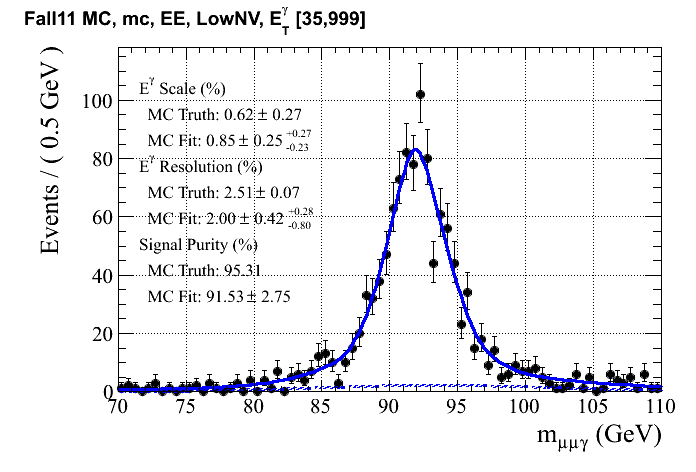 Fall11 MC, mc, EE, LowNV, E_T^γ [35,999]
Events / ( 0.5 GeV )
100
80
60
40
20
0
E^γ Scale (%)
MC Truth: 0.62 ± 0.27
MC Fit: 0.85 ± 0.25 +0.27 -0.23
E^γ Resolution (%)
MC Truth: 2.51 ± 0.07
MC Fit: 2.00 ± 0.42 +0.28 -0.80
Signal Purity (%)
MC Truth: 95.31
MC Fit: 91.53 ± 2.75
70 75 80 85 90 95 100 105 110
m_μμγ (GeV)